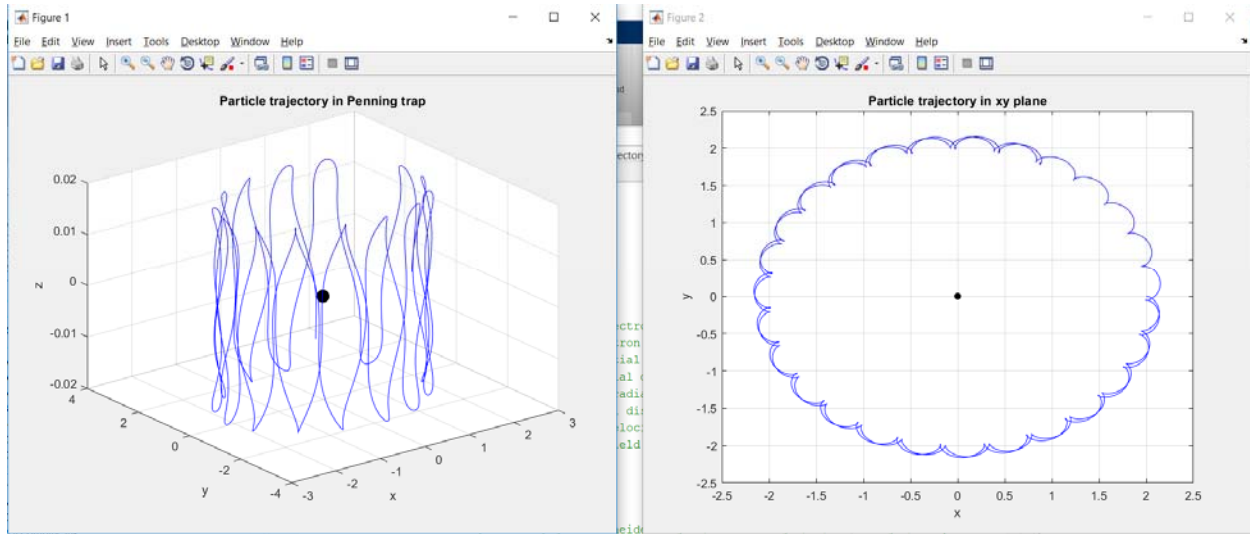 Figure 1
File Edit View Insert Tools Desktop Window Help
Particle trajectory in Penning trap
0.02
0.01
0
-0.01
-0.02
z
4
2
0
-2
-4
y
-3
-2
-1
0
1
2
3
x
Figure 2
File Edit View Insert Tools Desktop Window Help
Particle trajectory in xy plane
2.5
2
1.5
1
0.5
0
-0.5
-1
-1.5
-2
-2.5
y
-2.5 -2 -1.5 -1 -0.5 0 0.5 1 1.5 2 2.5
x